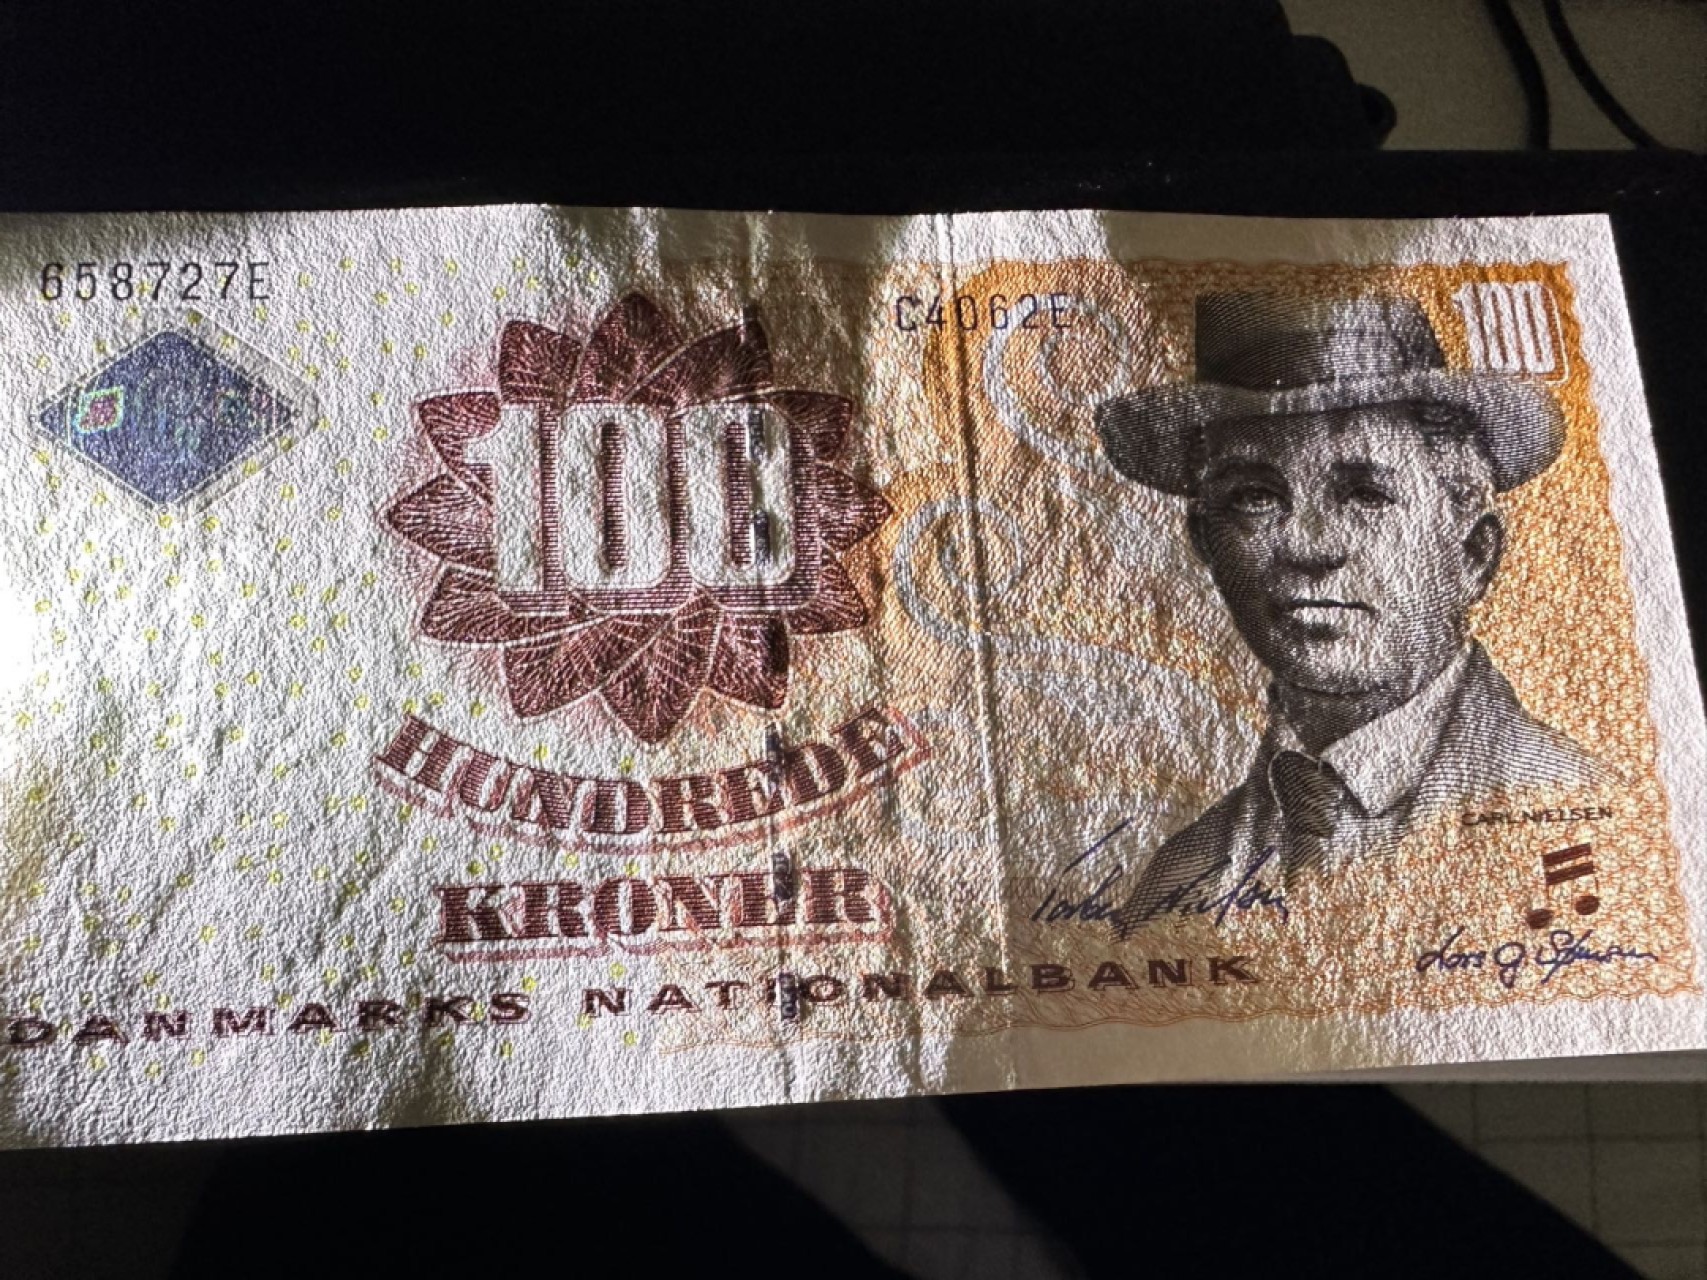 658727E
C4062E
100
100
HUNDREDE
KRONER
CARL NIELSEN
DANMARKS NATIONALBANK